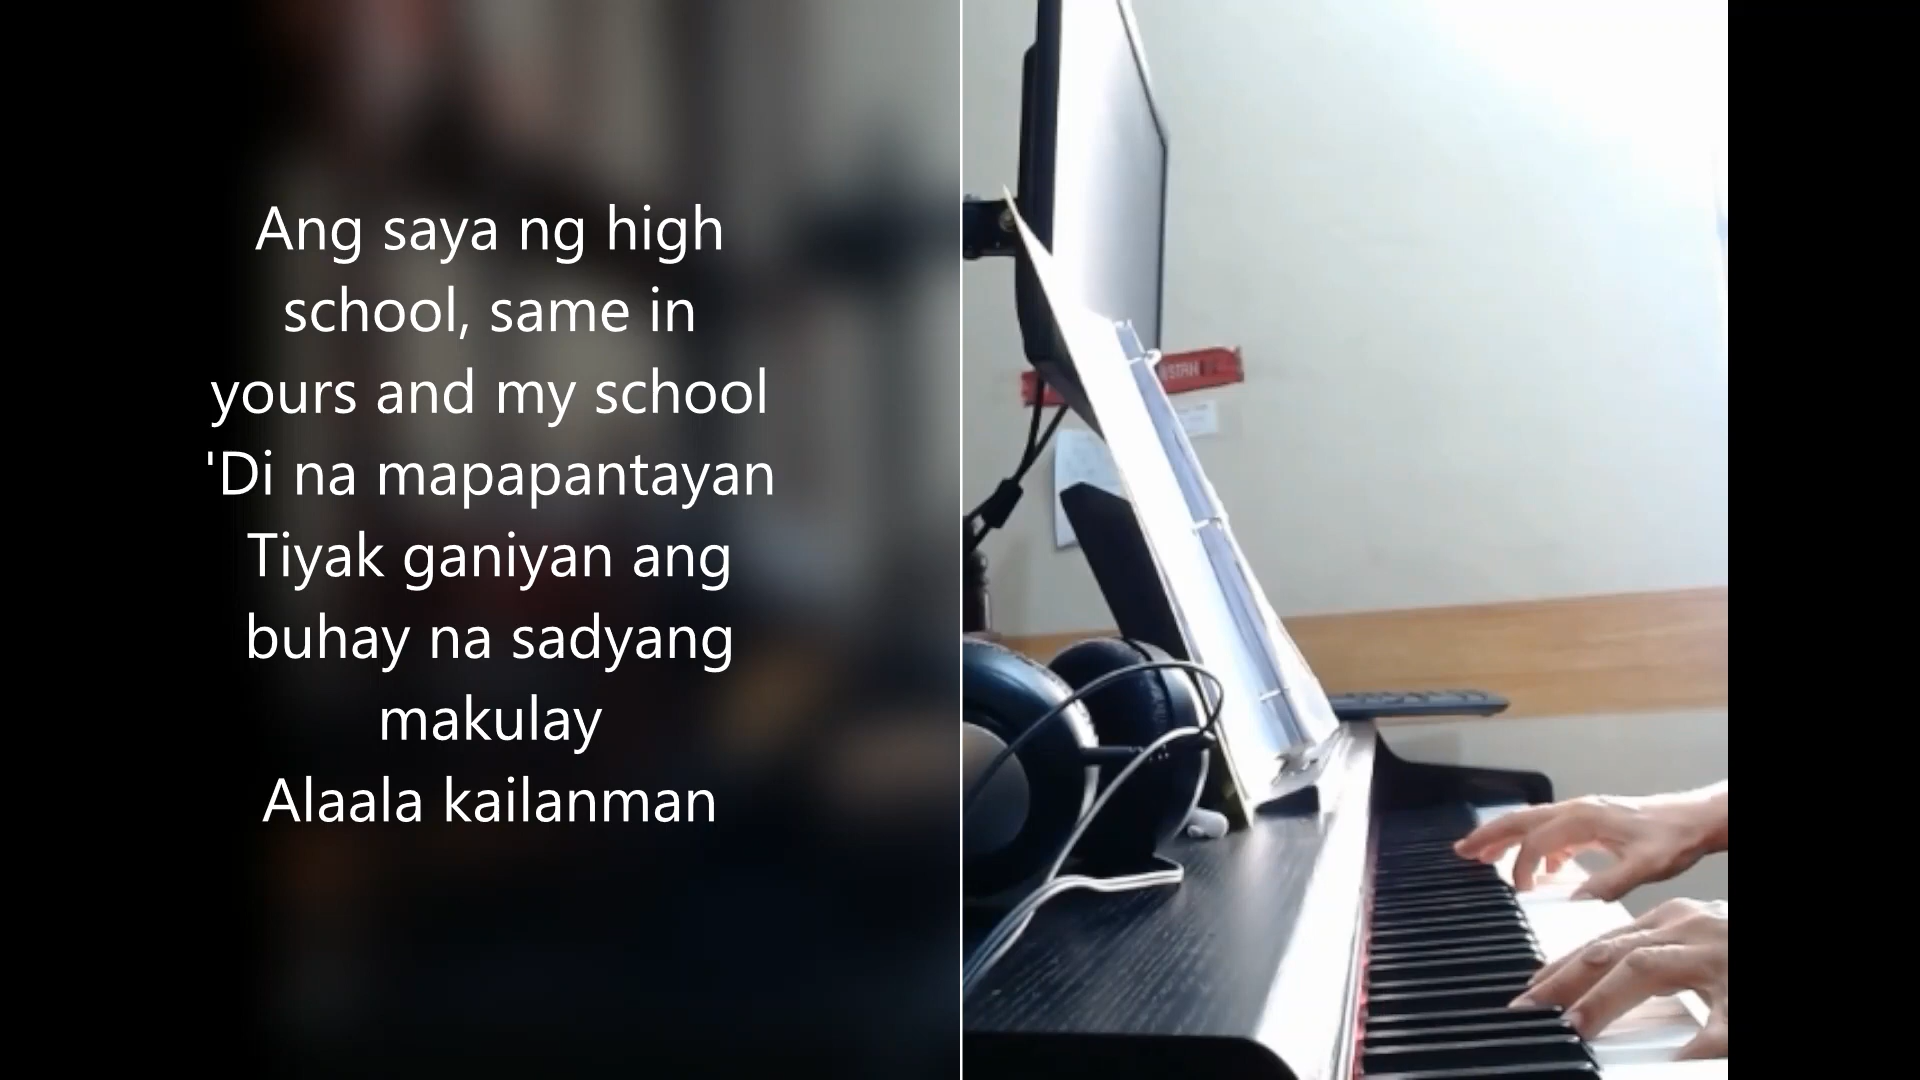 Ang saya ng high
school, same in
yours and my school
'Di na mapapantayan
Tiyak ganiyan ang
buhay na sadyang
makulay
Alaala kailanman